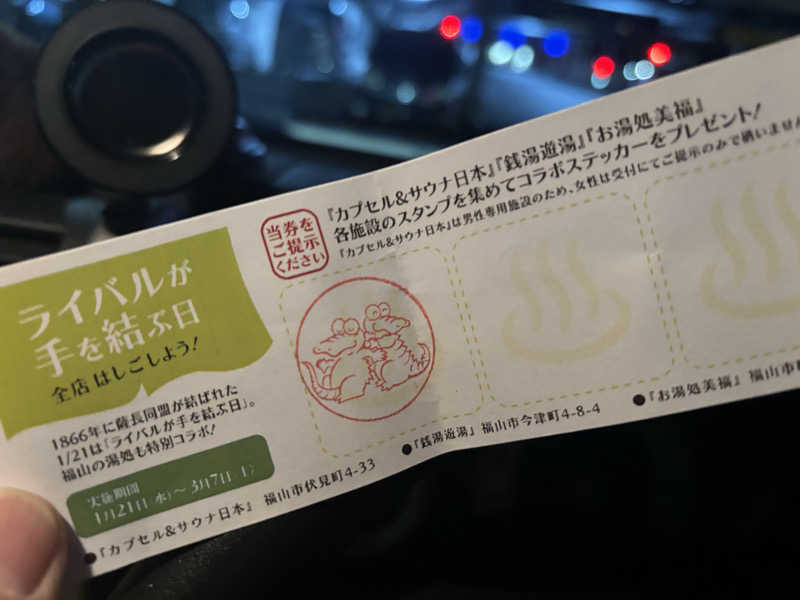 ライバルが
手を結ぶ日
全店はしごしよう!
1866年に薩長同盟が結ばれた
1/21は「ライバルが手を結ぶ日」。
福山の湯処も特別コラボ!
実施期間
1月21日(水)〜3月7日(土)
当券を
ご提示
ください
『カプセル&サウナ日本』『銭湯遊湯』『お湯処美福』
各施設のスタンプを集めてコラボステッカーをプレゼント!
『カプセル&サウナ日本』は男性専用施設のため、女性は受付にてご提示のみで構いません
●『カプセル&サウナ日本』 福山市伏見町4-33
●『銭湯遊湯』 福山市今津町4-8-4
●『お湯処美福』 福山市